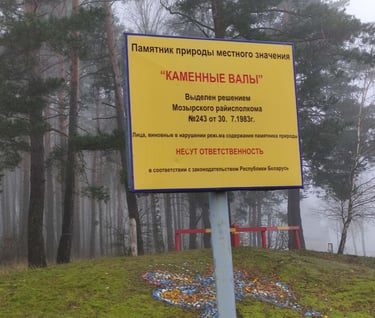 Памятник природы местного значения
"КАМЕННЫЕ ВАЛЫ"
Выделен решением
Мозырского райисполкома
№243 от 30. 7.1983г.
Лица, виновные в нарушении режима содержания памятника природы
НЕСУТ ОТВЕТСТВЕННОСТЬ
в соответствии с законодательством Республики Беларусь